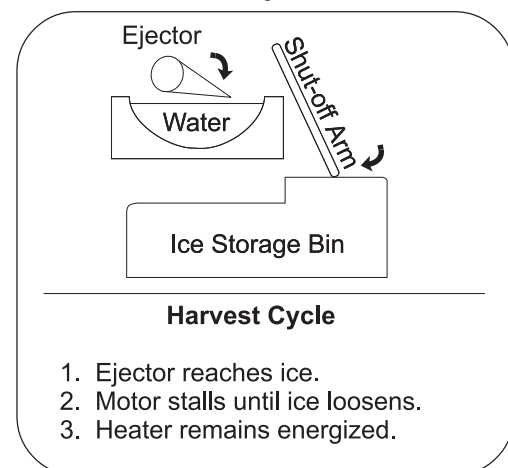 Ejector
Shut-off Arm
Water
Ice Storage Bin
Harvest Cycle
1. Ejector reaches ice.
2. Motor stalls until ice loosens.
3. Heater remains energized.